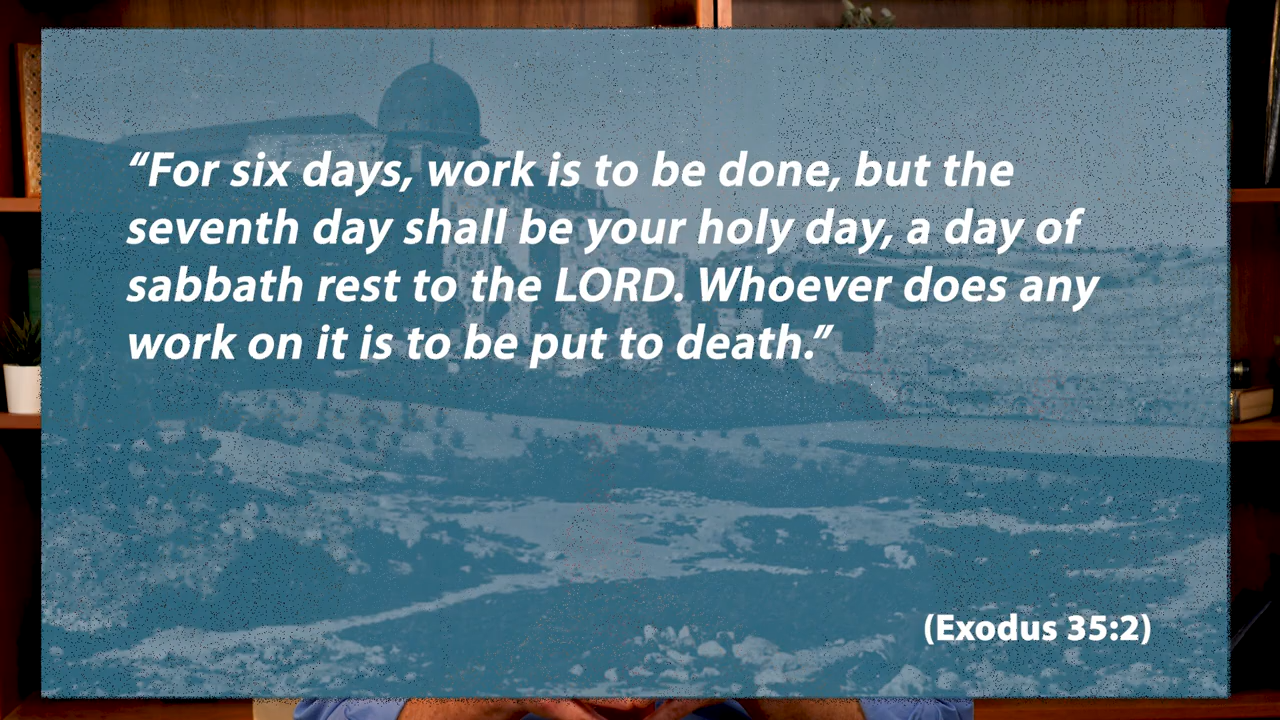 “For six days, work is to be done, but the
seventh day shall be your holy day, a day of
sabbath rest to the LORD. Whoever does any
work on it is to be put to death.”
(Exodus 35:2)